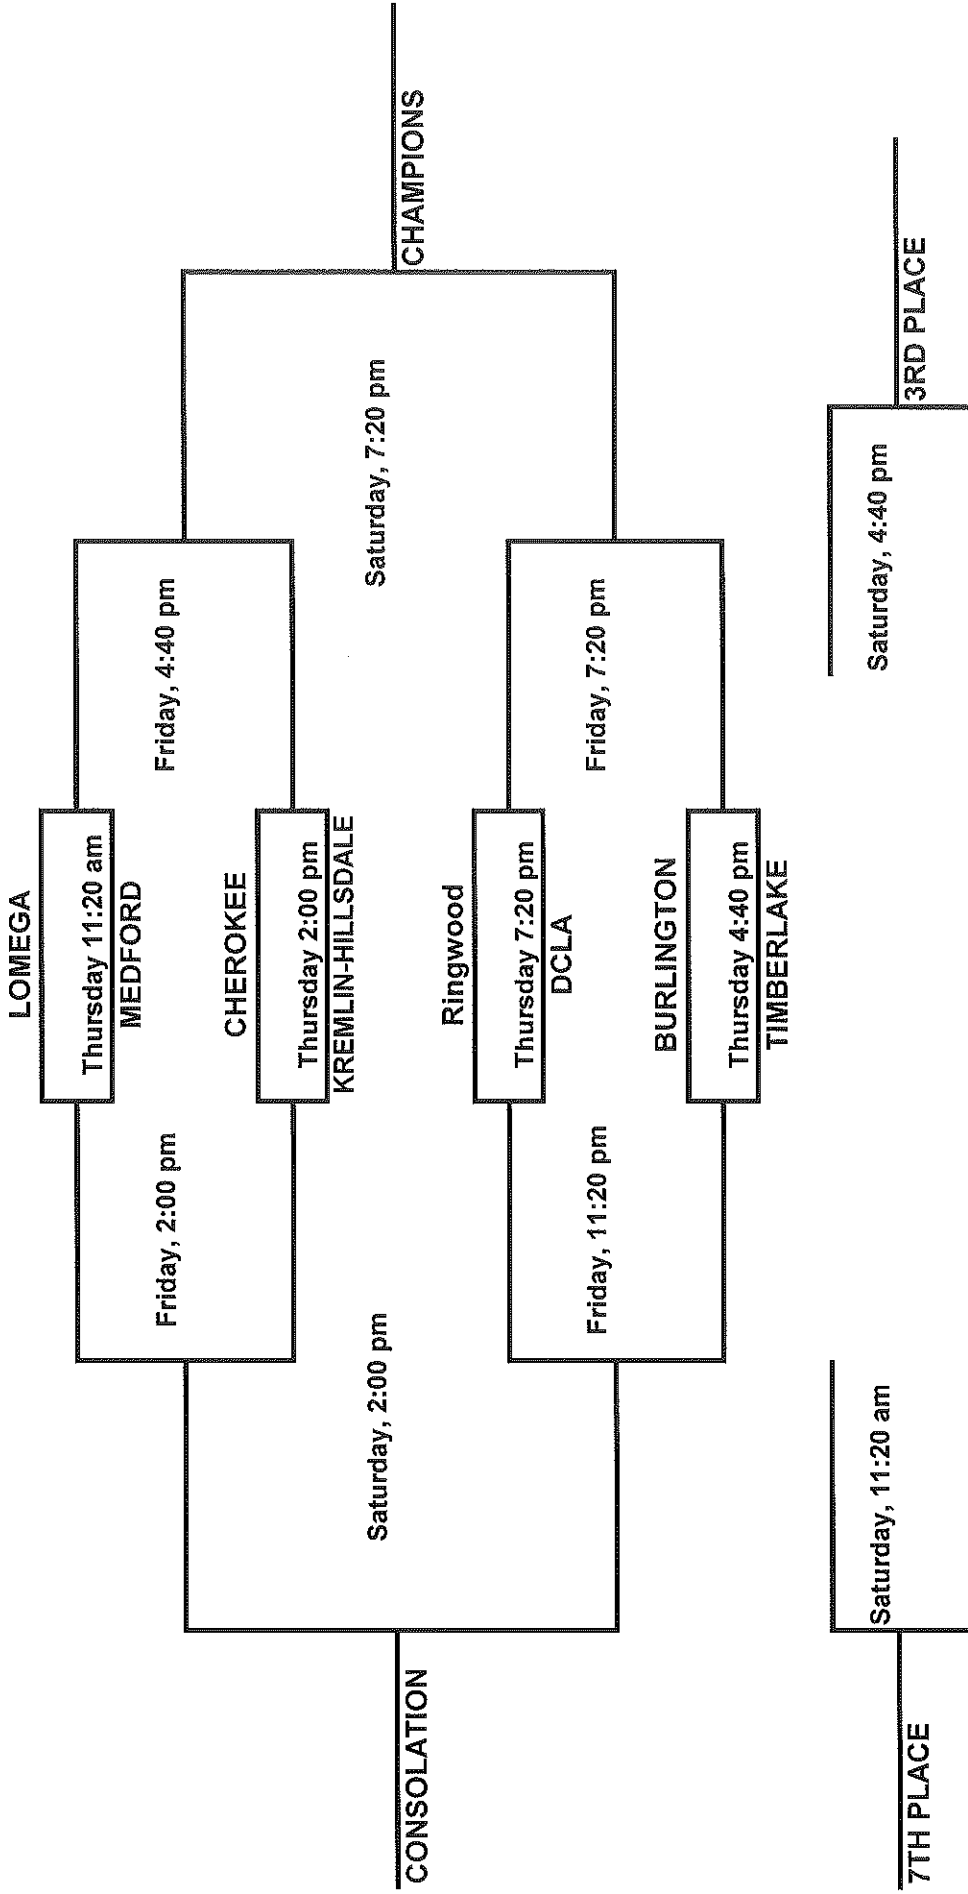 LOMEGA
Thursday 11:20 am
MEDFORD
Friday, 2:00 pm
Friday, 4:40 pm
CHEROKEE
Thursday 2:00 pm
KREMLIN-HILLSDALE
CONSOLATION
Saturday, 2:00 pm
Saturday, 7:20 pm
CHAMPIONS
Ringwood
Thursday 7:20 pm
DCLA
Friday, 11:20 pm
Friday, 7:20 pm
BURLINGTON
Thursday 4:40 pm
TIMBERLAKE
7TH PLACE
Saturday, 11:20 am
Saturday, 4:40 pm
3RD PLACE